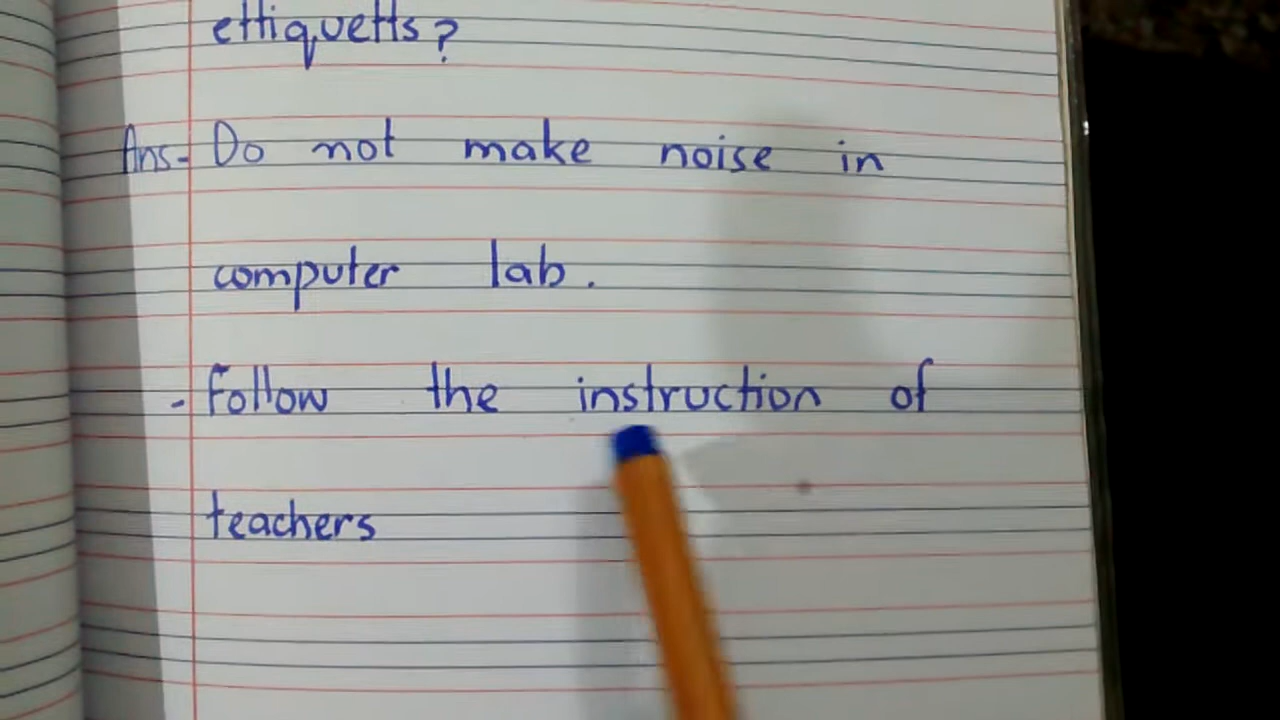 ettiquetts?
Ans- Do not make noise in
computer lab.
- Follow the instruction of
teachers